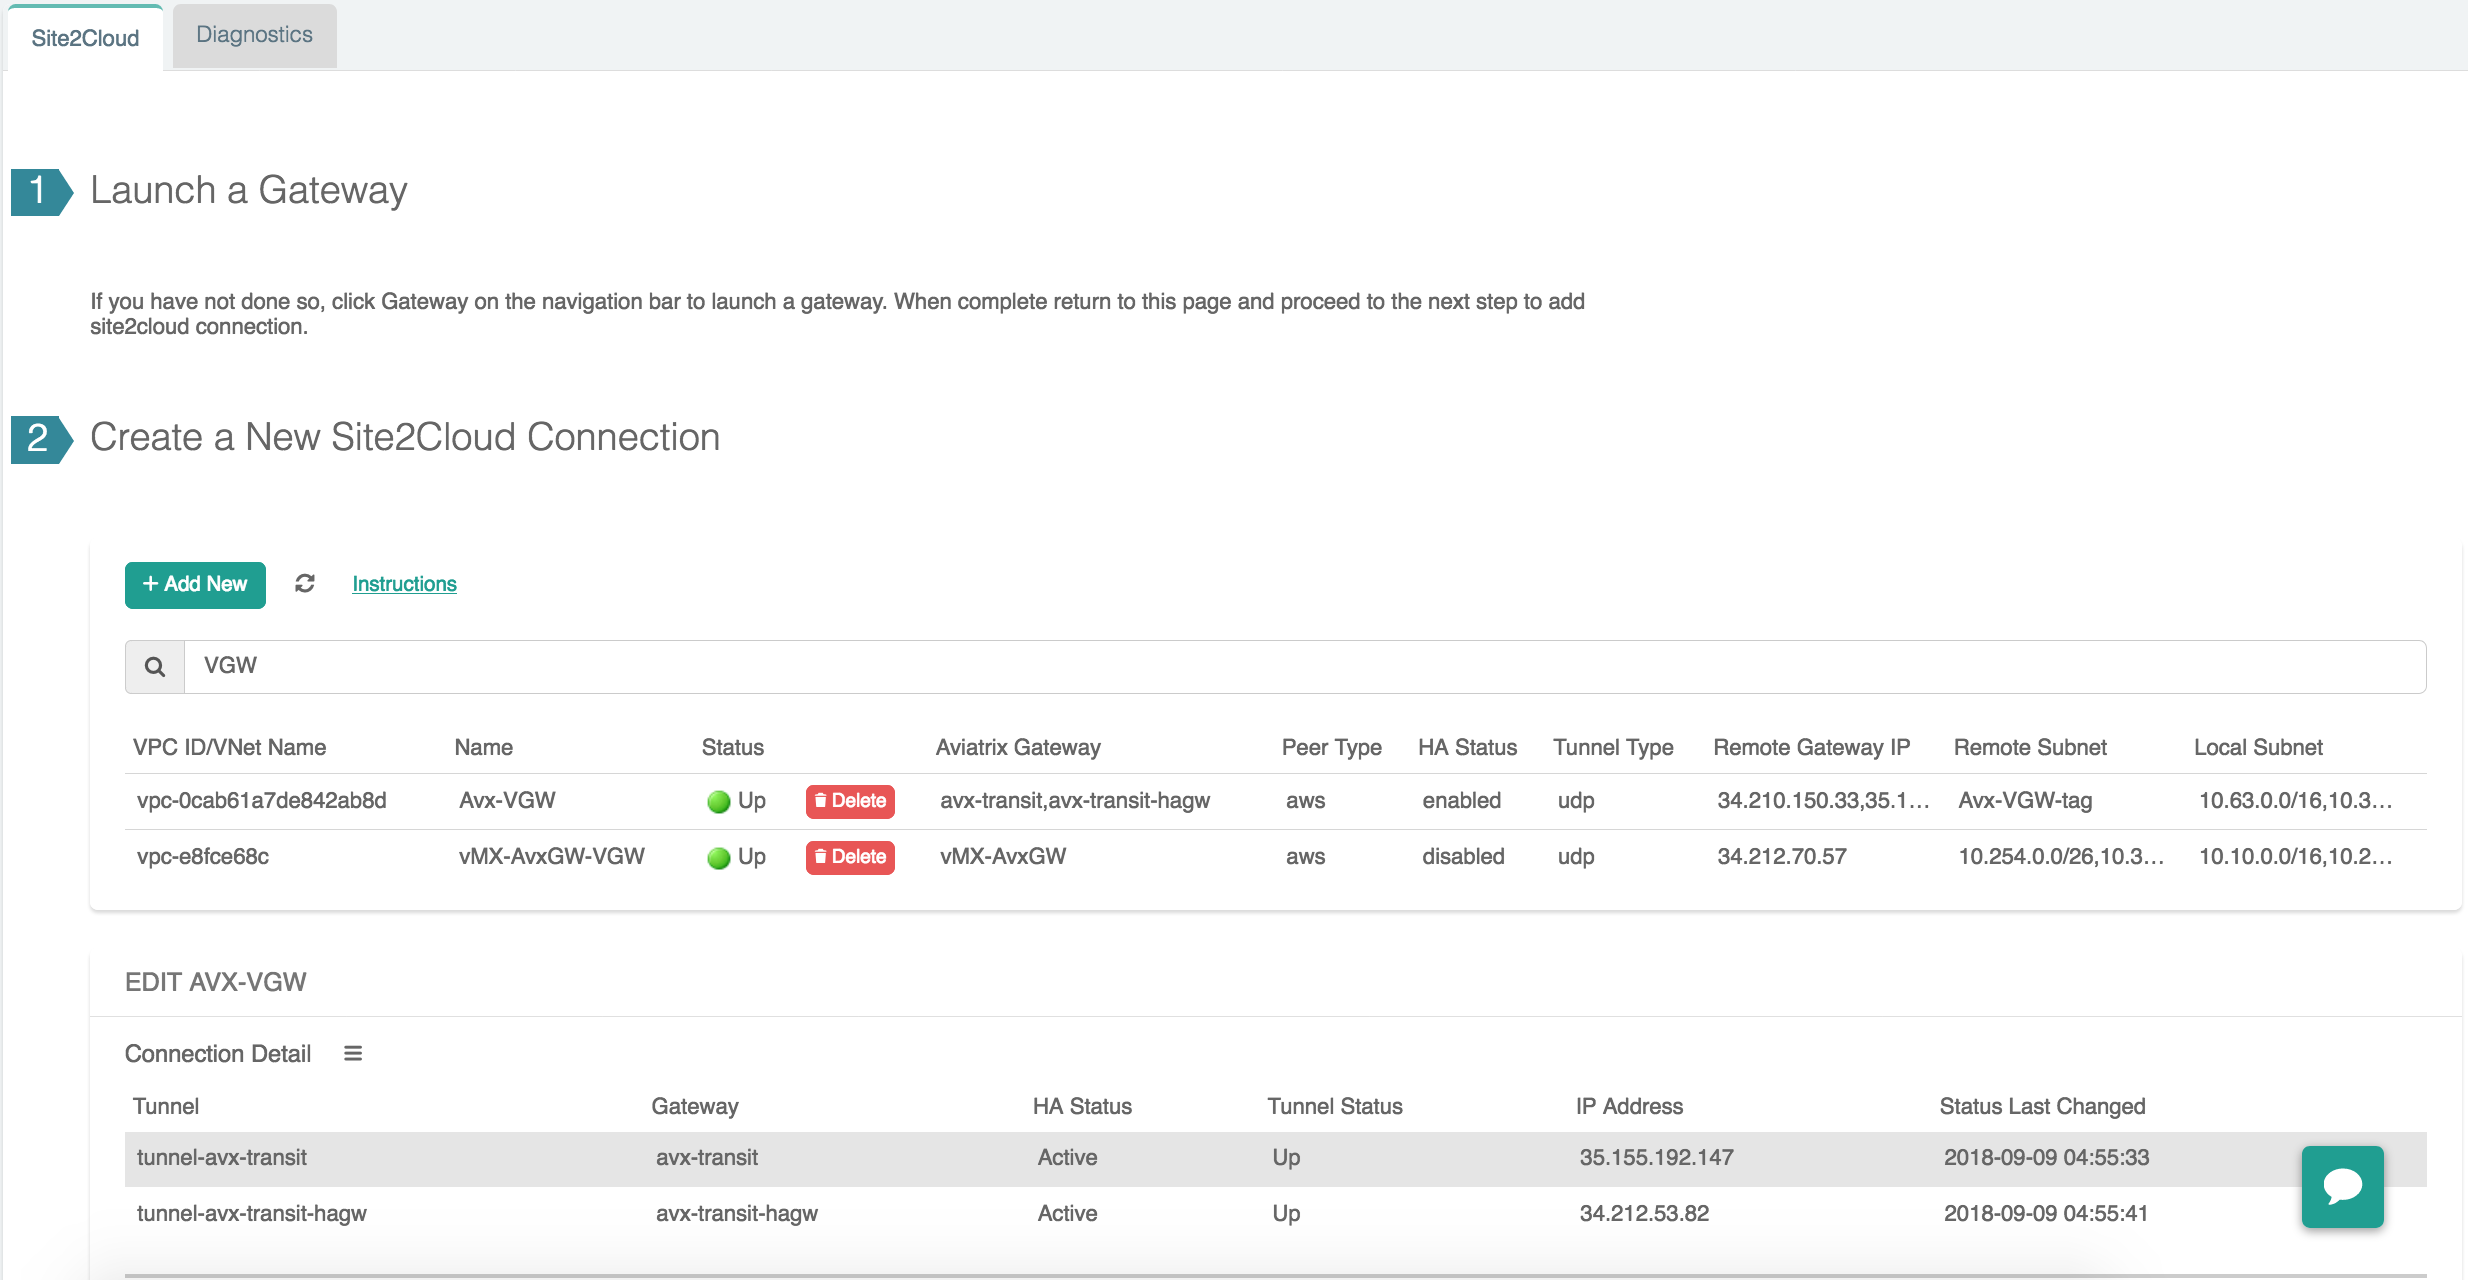 Site2Cloud Diagnostics
1 Launch a Gateway
If you have not done so, click Gateway on the navigation bar to launch a gateway. When complete return to this page and proceed to the next step to add
site2cloud connection.
2 Create a New Site2Cloud Connection
+ Add New Instructions
VGW
VPC ID/VNet Name Name Status Aviatrix Gateway Peer Type HA Status Tunnel Type Remote Gateway IP Remote Subnet Local Subnet
vpc-0cab61a7de842ab8d Avx-VGW Up Delete avx-transit,avx-transit-hagw aws enabled udp 34.210.150.33,35.1... Avx-VGW-tag 10.63.0.0/16,10.3...
vpc-e8fce68c vMX-AvxGW-VGW Up Delete vMX-AvxGW aws disabled udp 34.212.70.57 10.254.0.0/26,10.3... 10.10.0.0/16,10.2...
EDIT AVX-VGW
Connection Detail
Tunnel Gateway HA Status Tunnel Status IP Address Status Last Changed
tunnel-avx-transit avx-transit Active Up 35.155.192.147 2018-09-09 04:55:33
tunnel-avx-transit-hagw avx-transit-hagw Active Up 34.212.53.82 2018-09-09 04:55:41